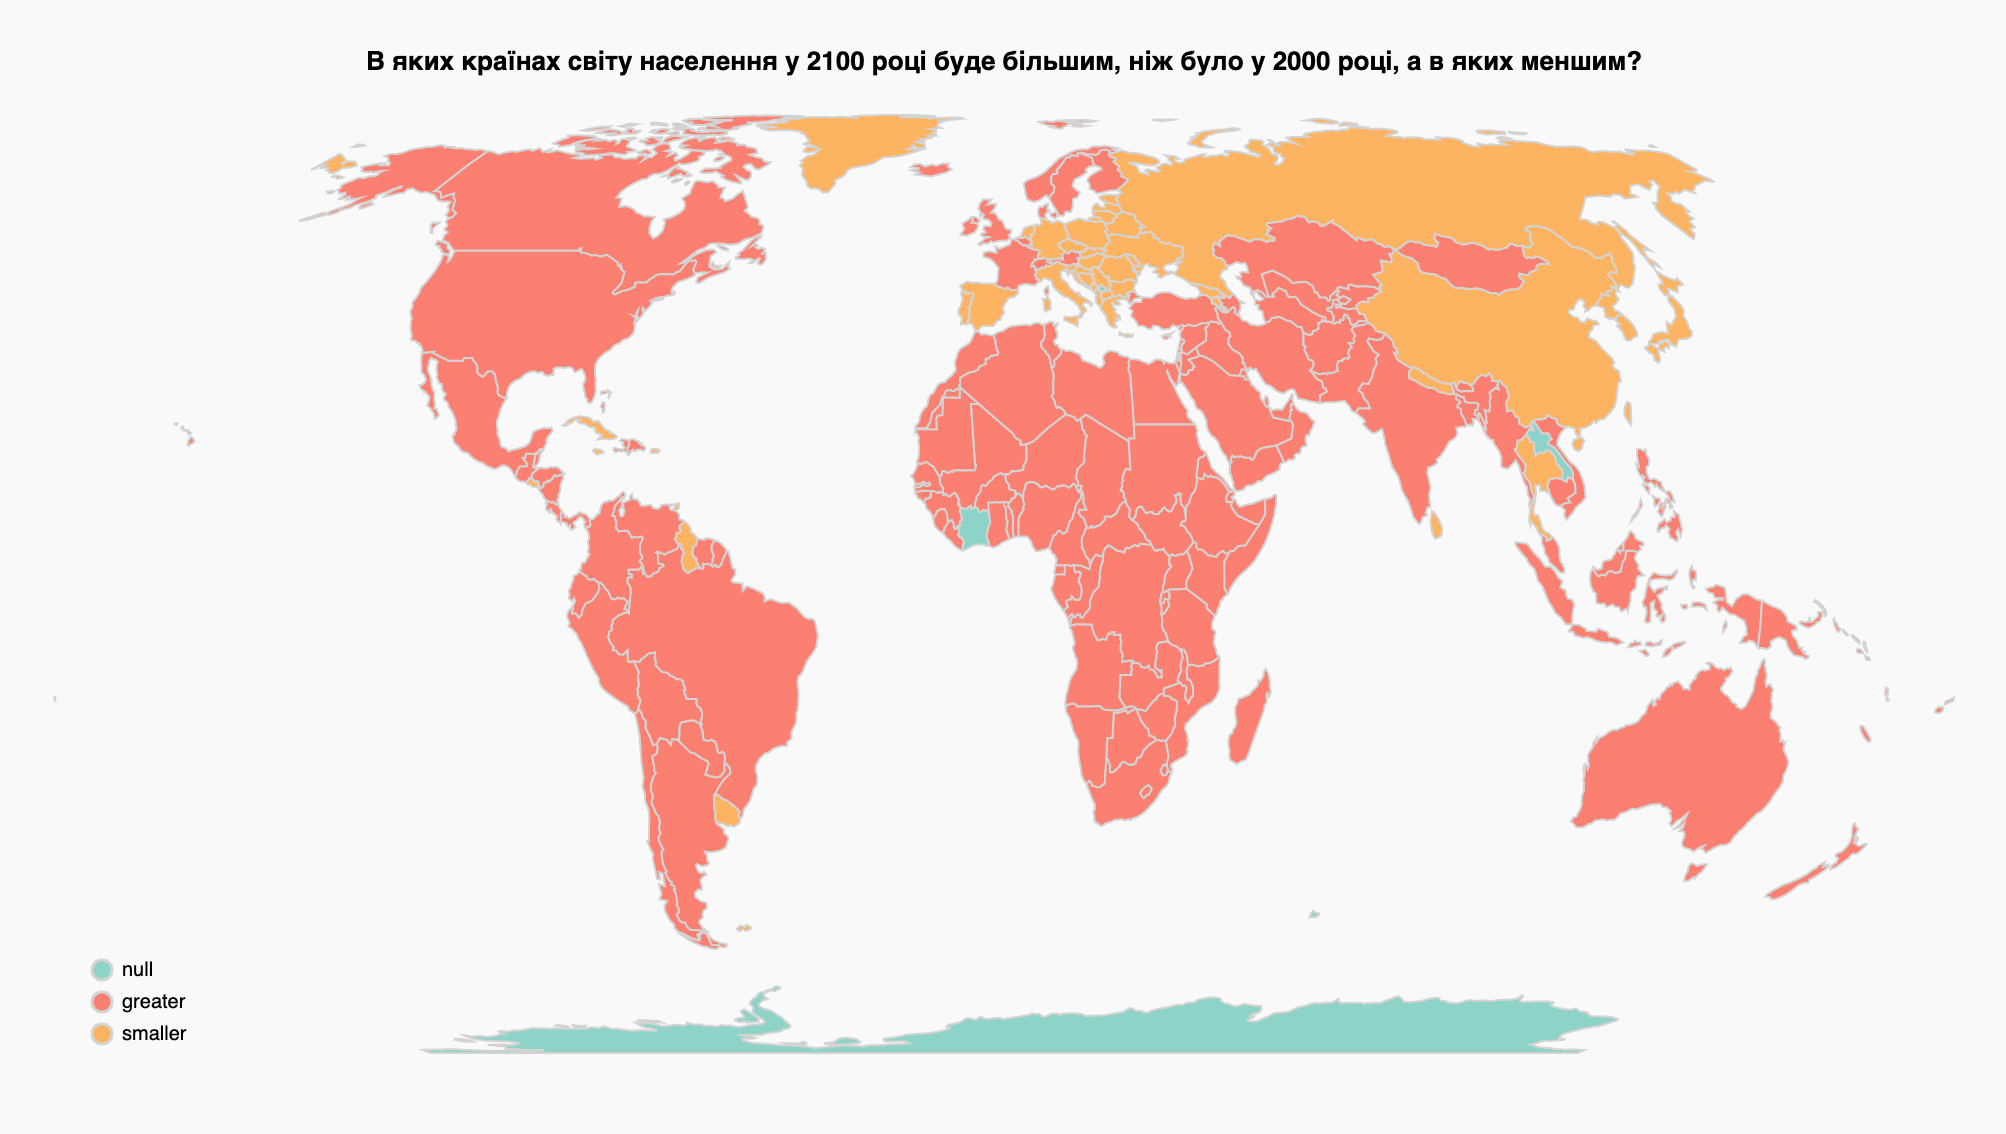 В яких країнах світу населення у 2100 році буде більшим, ніж було у 2000 році, а в яких меншим?
null
greater
smaller